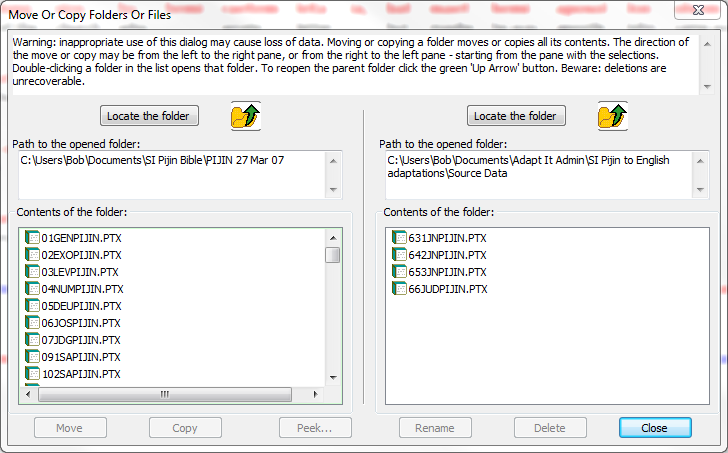 Move Or Copy Folders Or Files
Warning: inappropriate use of this dialog may cause loss of data. Moving or copying a folder moves or copies all its contents. The direction of
the move or copy may be from the left to the right pane, or from the right to the left pane - starting from the pane with the selections.
Double-clicking a folder in the list opens that folder. To reopen the parent folder click the green 'Up Arrow' button. Beware: deletions are
unrecoverable.
Locate the folder
Path to the opened folder:
C:\Users\Bob\Documents\SI Pijin Bible\PIJIN 27 Mar 07
Contents of the folder:
01GENPIJIN.PTX
02EXOPIJIN.PTX
03LEVPIJIN.PTX
04NUMPIJIN.PTX
05DEUPIJIN.PTX
06JOSPIJIN.PTX
07JDGPIJIN.PTX
091SAPIJIN.PTX
102SAPIJIN.PTX
Locate the folder
Path to the opened folder:
C:\Users\Bob\Documents\Adapt It Admin\SI Pijin to English
adaptations\Source Data
Contents of the folder:
631JNPIJIN.PTX
642JNPIJIN.PTX
653JNPIJIN.PTX
66JUDPIJIN.PTX
Move
Copy
Peek...
Rename
Delete
Close